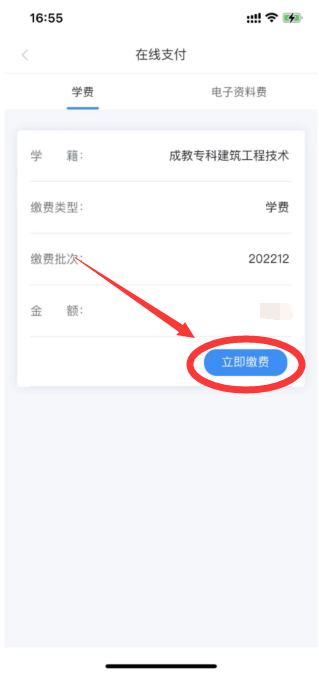 16:55
在线支付
学费 电子资料费
学 籍: 成教专科建筑工程技术
缴费类型: 学费
缴费批次: 202212
金 额:
立即缴费